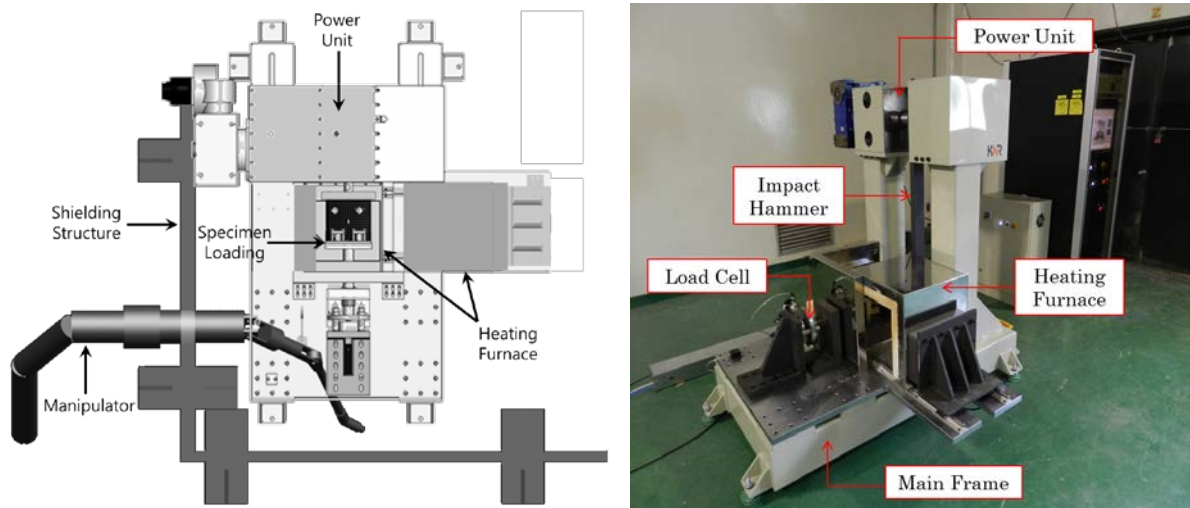 Power
Unit
Shielding
Structure
Specimen
Loading
Heating
Furnace
Manipulator
Power Unit
KNR
Impact
Hammer
Load Cell
Heating
Furnace
Main Frame